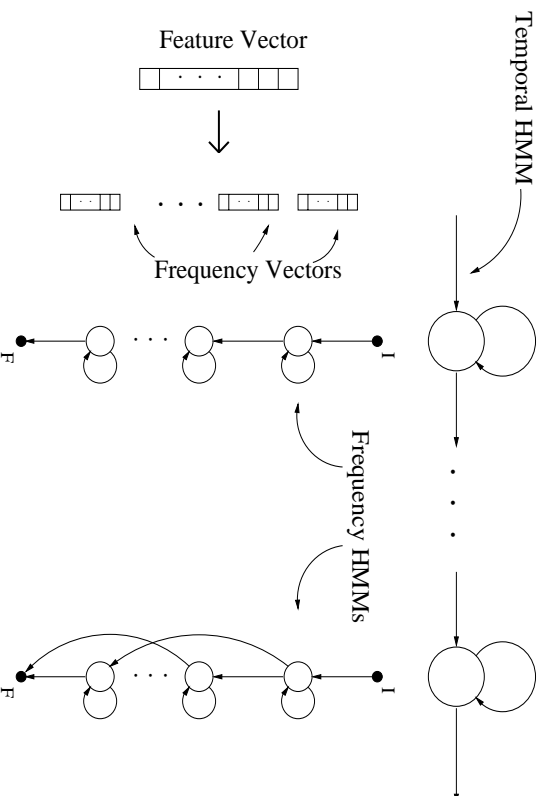 Feature Vector
Temporal HMM
Frequency Vectors
I
I
Frequency HMMs
F
F